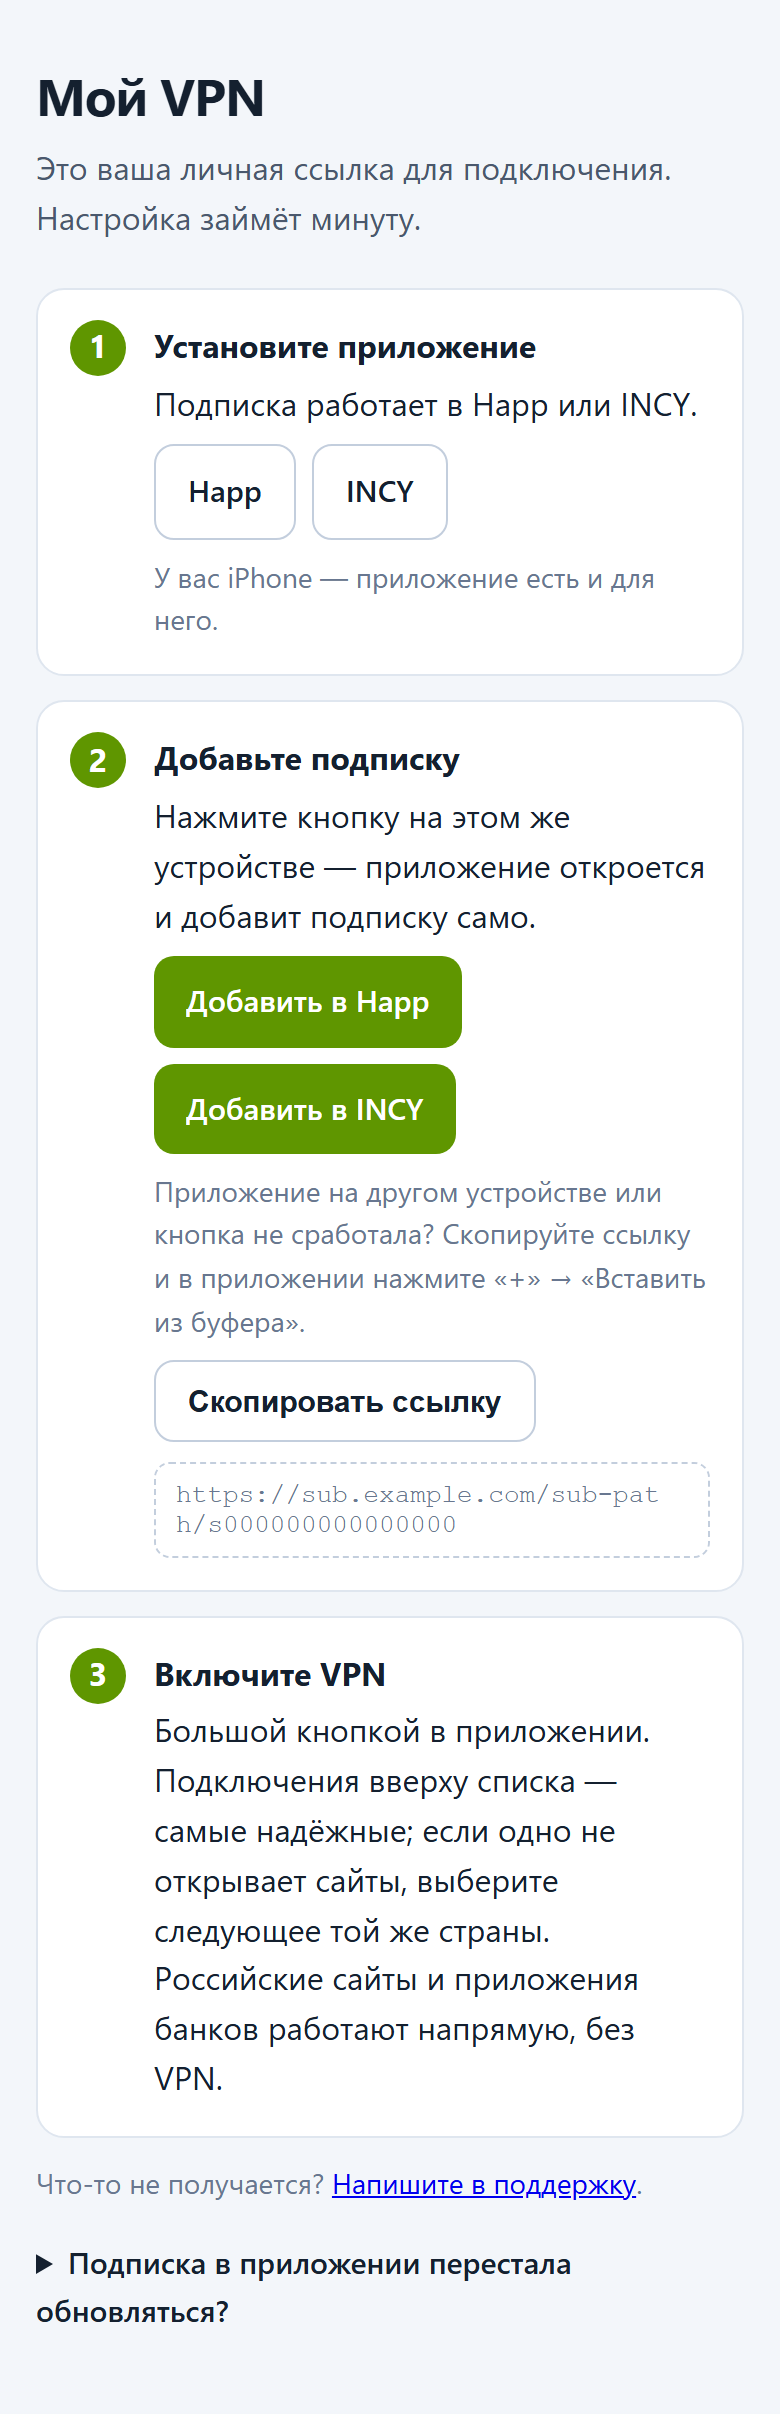 Мой VPN
Это ваша личная ссылка для подключения.
Настройка займёт минуту.
1
Установите приложение
Подписка работает в Happ или INCY.
Happ
INCY
У вас iPhone — приложение есть и для
него.
2
Добавьте подписку
Нажмите кнопку на этом же
устройстве — приложение откроется
и добавит подписку само.
Добавить в Happ
Добавить в INCY
Приложение на другом устройстве или
кнопка не сработала? Скопируйте ссылку
и в приложении нажмите «+» → «Вставить
из буфера».
Скопировать ссылку
https://sub.example.com/sub-pat
h/s000000000000000
3
Включите VPN
Большой кнопкой в приложении.
Подключения вверху списка —
самые надёжные; если одно не
открывает сайты, выберите
следующее той же страны.
Российские сайты и приложения
банков работают напрямую, без
VPN.
Что-то не получается? Напишите в поддержку.
▶ Подписка в приложении перестала
обновляться?